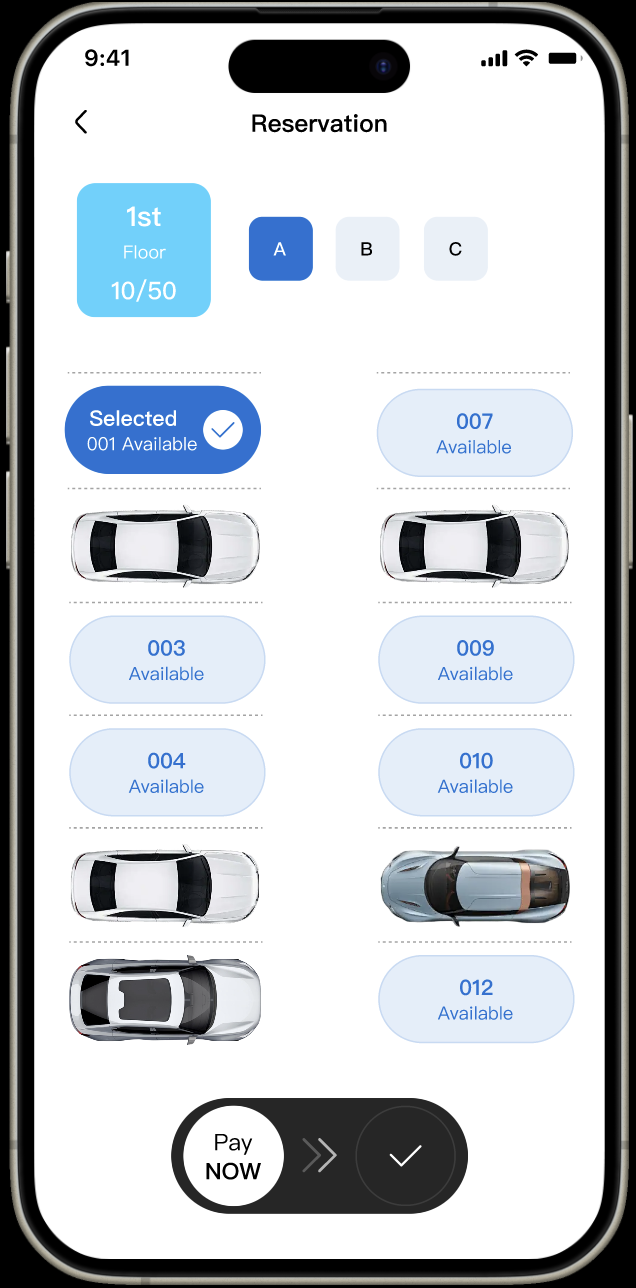 9:41
Reservation
1st
Floor
10/50
A
B
C
Selected
001 Available
007
Available
003
Available
009
Available
004
Available
010
Available
012
Available
Pay
NOW